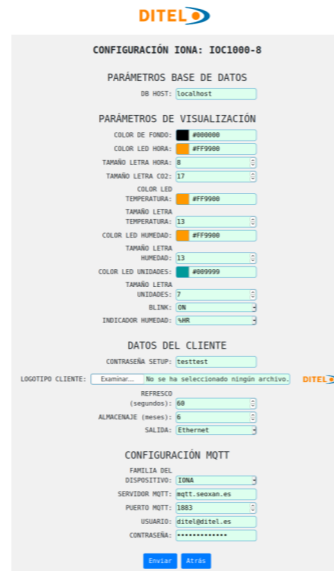 DITEL
CONFIGURACIÓN IONA: IOC1000-8
PARÁMETROS BASE DE DATOS
DB HOST: localhost
PARÁMETROS DE VISUALIZACIÓN
COLOR DE FONDO: #000000
COLOR LED HORA: #FF9900
TAMAÑO LETRA HORA: 8
TAMAÑO LETRA CO2: 17
COLOR LED
TEMPERATURA: #FF9900
TAMAÑO LETRA
TEMPERATURA: 13
COLOR LED HUMEDAD: #FF9900
TAMAÑO LETRA
HUMEDAD: 13
COLOR LED UNIDADES: #009999
TAMAÑO LETRA
UNIDADES: 7
BLINK: ON
INDICADOR HUMEDAD: %HR
DATOS DEL CLIENTE
CONTRASEÑA SETUP: testtest
LOGOTIPO CLIENTE: Examinar... No se ha seleccionado ningún archivo. DITEL
REFRESCO
(segundos): 60
ALMACENAJE (meses): 6
SALIDA: Ethernet
CONFIGURACIÓN MQTT
FAMILIA DEL
DISPOSITIVO: IONA
SERVIDOR MQTT: mqtt.seoxan.es
PUERTO MQTT: 1883
USUARIO: ditel@ditel.es
CONTRASEÑA: •••••••••••••
Enviar Atrás